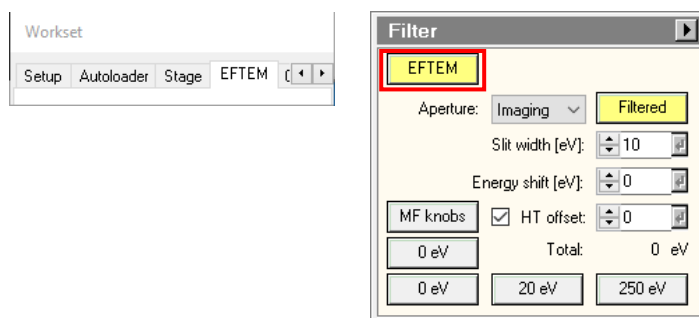 Workset
Setup Autoloader Stage EFTEM
Filter
EFTEM
Aperture: Imaging Filtered
Slit width [eV]: 10
Energy shift [eV]: 0
MF knobs HT offset: 0
0 eV Total: 0 eV
0 eV 20 eV 250 eV